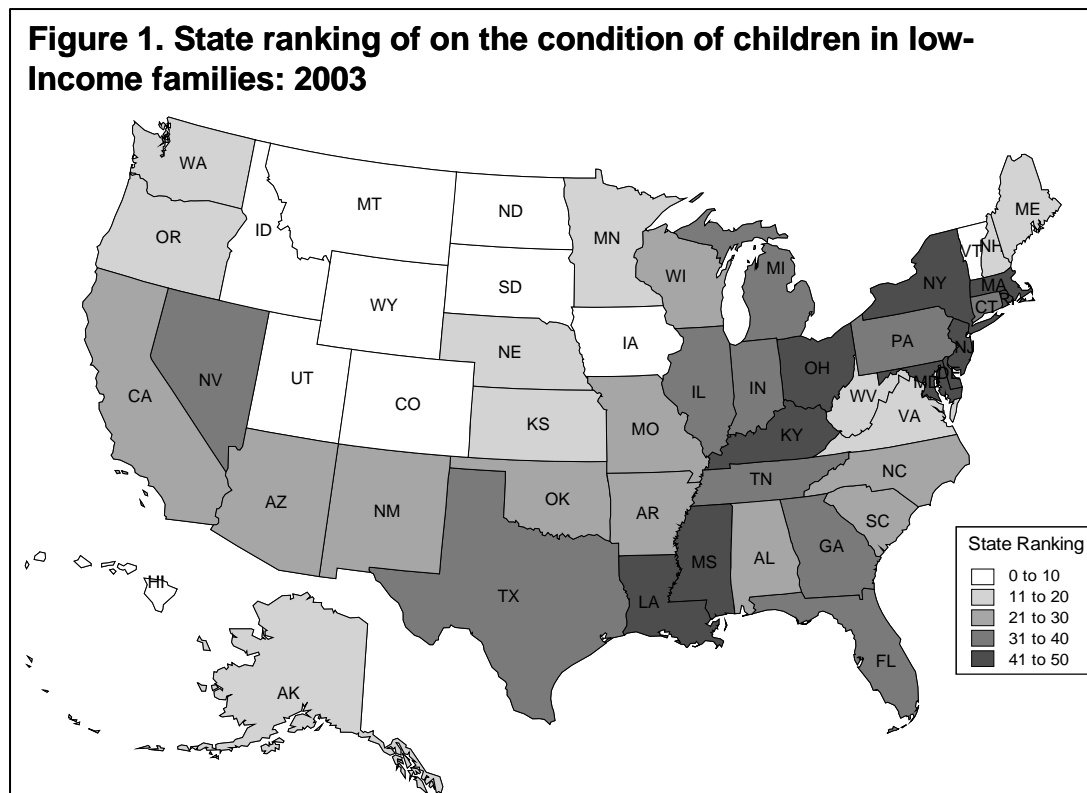 Figure 1. State ranking of on the condition of children in low-
Income families: 2003
WA
MT
ND
ME
OR
ID
MN
VT
NH
WI
MI
SD
NY
MA
WY
CT
RI
IA
PA
NE
NJ
NV
UT
OH
DE
IL
IN
MD
CA
CO
WV
VA
KS
MO
KY
NC
TN
AZ
NM
OK
AR
SC
MS
AL
GA
HI
TX
LA
FL
AK
State Ranking
0 to 10
11 to 20
21 to 30
31 to 40
41 to 50